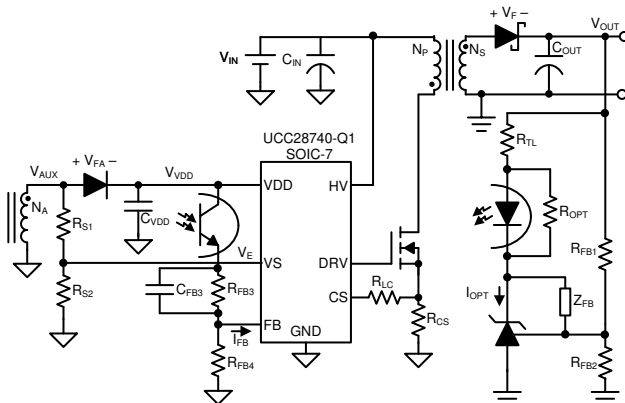 + VF –
VOUT
VIN
CIN
NP
NS
COUT
UCC28740-Q1
SOIC-7
RTL
VAUX
+ VFA –
VVDD
VDD
HV
NA
CVDD
ROPT
RS1
VE
RFB1
VS
DRV
RS2
CFB3
RFB3
CS
RLC
IOPT
ZFB
FB
GND
RCS
IFB
RFB4
RFB2